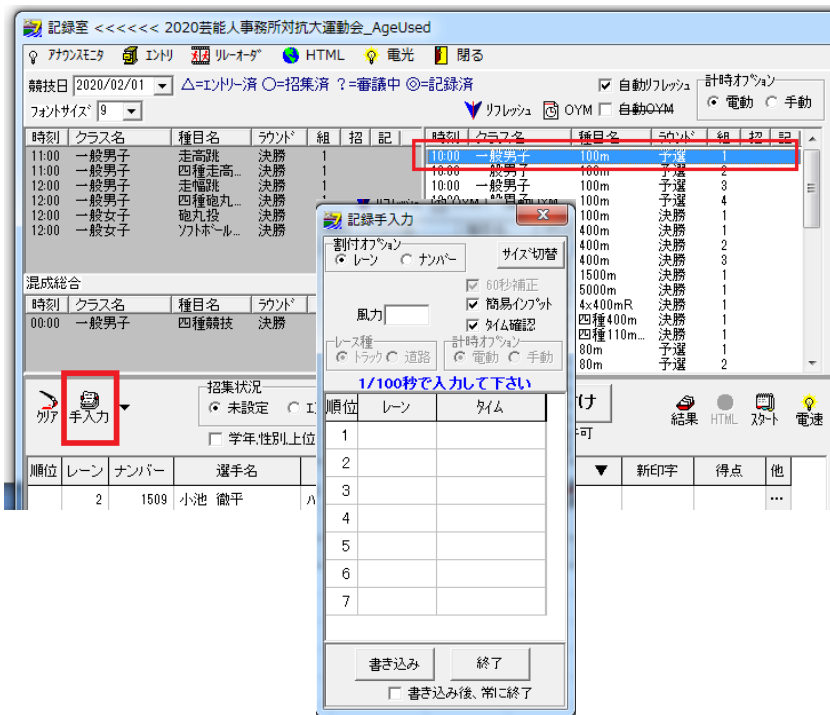 記録室 <<<<<< 2020芸能人事務所対抗大運動会_AgeUsed
アナウンスモニタ エントリ リレーオーダ HTML 電光 閉る
競技日 2020/02/01 △=エントリー済 〇=招集済 ?=審議中 ◎=記録済 自動リフレッシュ 計時オプション
フォントサイズ 9 リフレッシュ OYM 自動OYM 電動 手動
時刻 クラス名 種目名 ラウンド 組 招 記
11:00 一般男子 走高跳 決勝 1
11:00 一般男子 四種走高... 決勝 1
12:00 一般男子 走幅跳 決勝 1
12:00 一般男子 四種砲丸... 決勝 1
12:00 一般女子 砲丸投 決勝 1
12:00 一般女子 ソフトボール... 決勝 1
混成総合
時刻 クラス名 種目名 ラウンド
00:00 一般男子 四種競技 決勝
時刻 クラス名 種目名 ラウンド 組 招 記
10:00 一般男子 100m 予選 1
10:00 一般男子 100m 予選 2
10:00 一般男子 100m 予選 3
100m 予選 4
100m 決勝 1
400m 決勝 1
400m 決勝 2
400m 決勝 3
1500m 決勝 1
5000m 決勝 1
4×400mR 決勝 1
四種400m 決勝 1
四種110m... 決勝 1
80m 予選 1
80m 予選 2
クリア 手入力 招集状況
未設定
学年,性別,上位
結果 HTML スタート 電速
順位 レーン ナンバー 選手名 ▼ 新印字 得点 他
2 1509 小池 徹平 ...
記録手入力
割付オプション
レーン ナンバー サイズ切替
60秒補正
風力 簡易インプット
タイム確認
レース種 計時オプション
トラック 道路 電動 手動
1/100秒で入力して下さい
順位 レーン タイム
1
2
3
4
5
6
7
書き込み 終了
書き込み後、常に終了